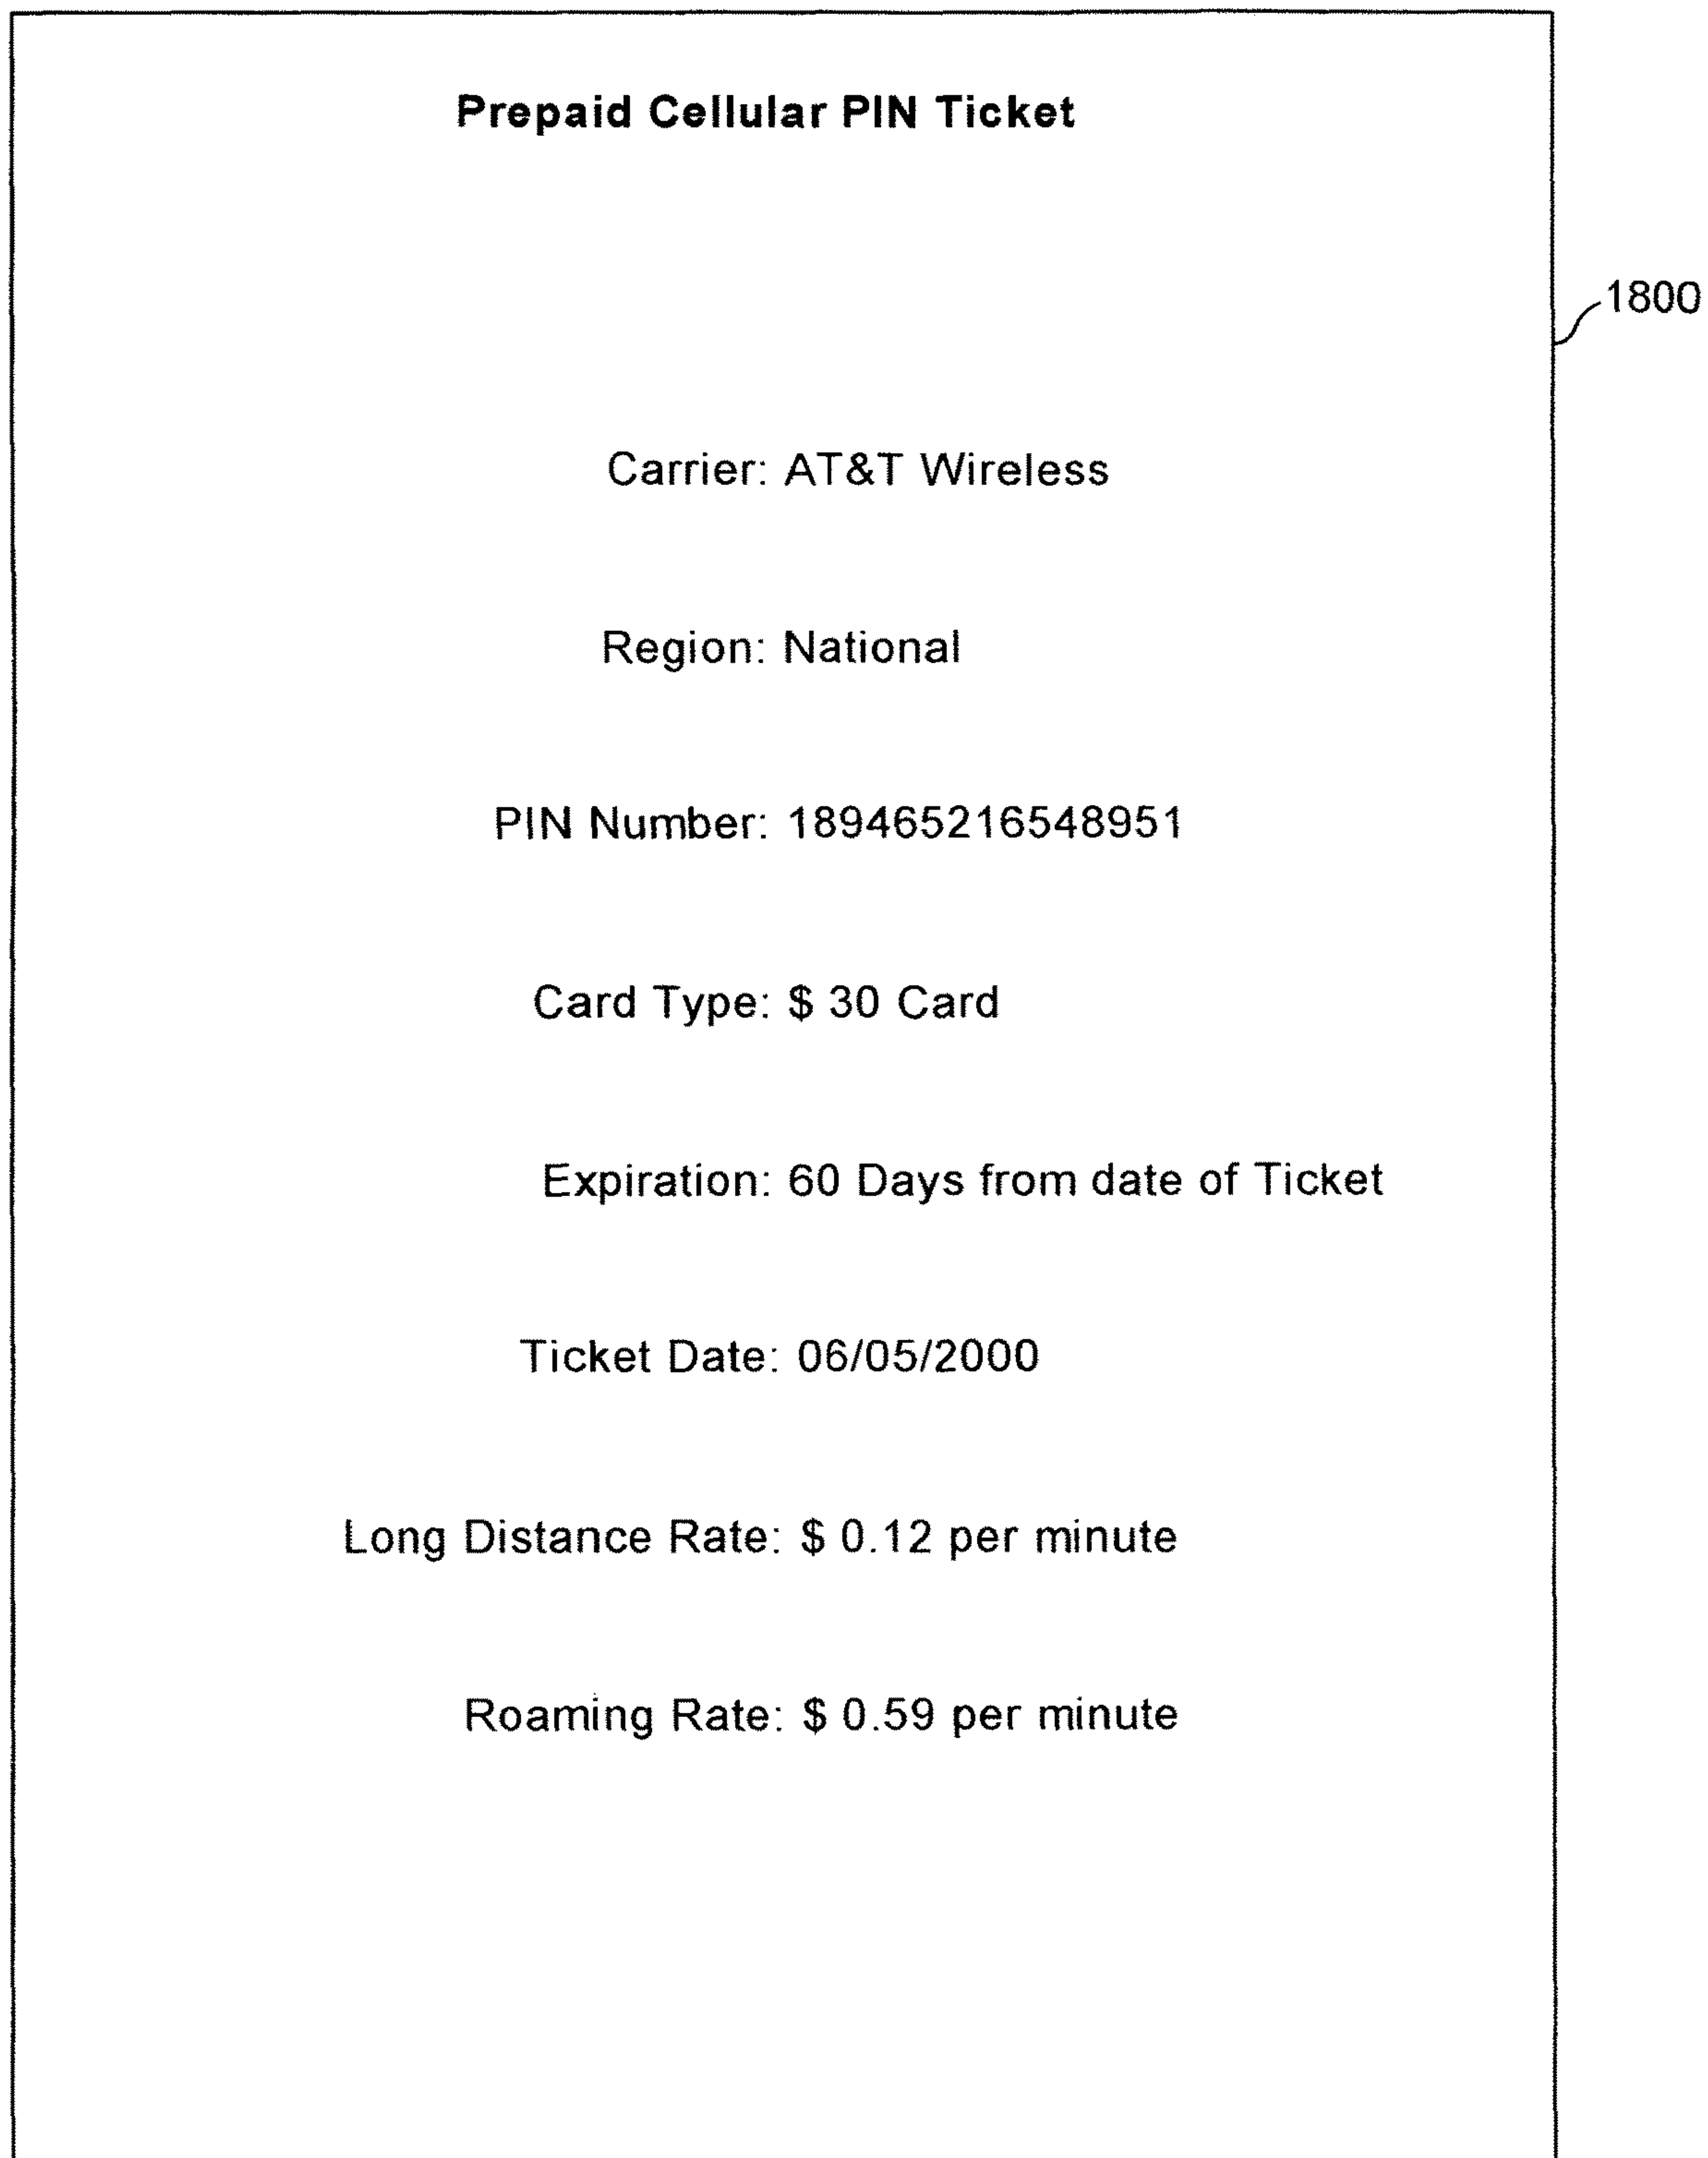 Prepaid Cellular PIN Ticket
1800
Carrier: AT&T Wireless
Region: National
PIN Number: 189465216548951
Card Type: $ 30 Card
Expiration: 60 Days from date of Ticket
Ticket Date: 06/05/2000
Long Distance Rate: $ 0.12 per minute
Roaming Rate: $ 0.59 per minute